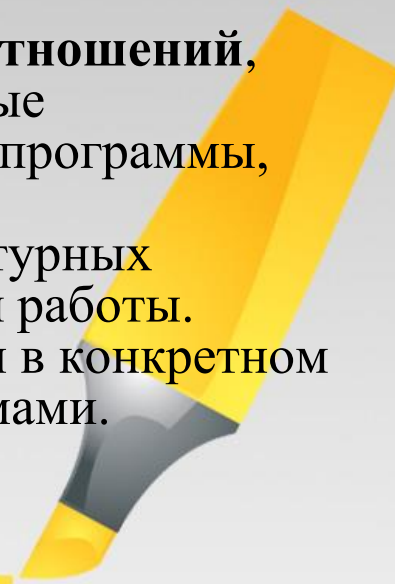 тношений,
ые
программы,
турных
работы.
в конкретном
мами.